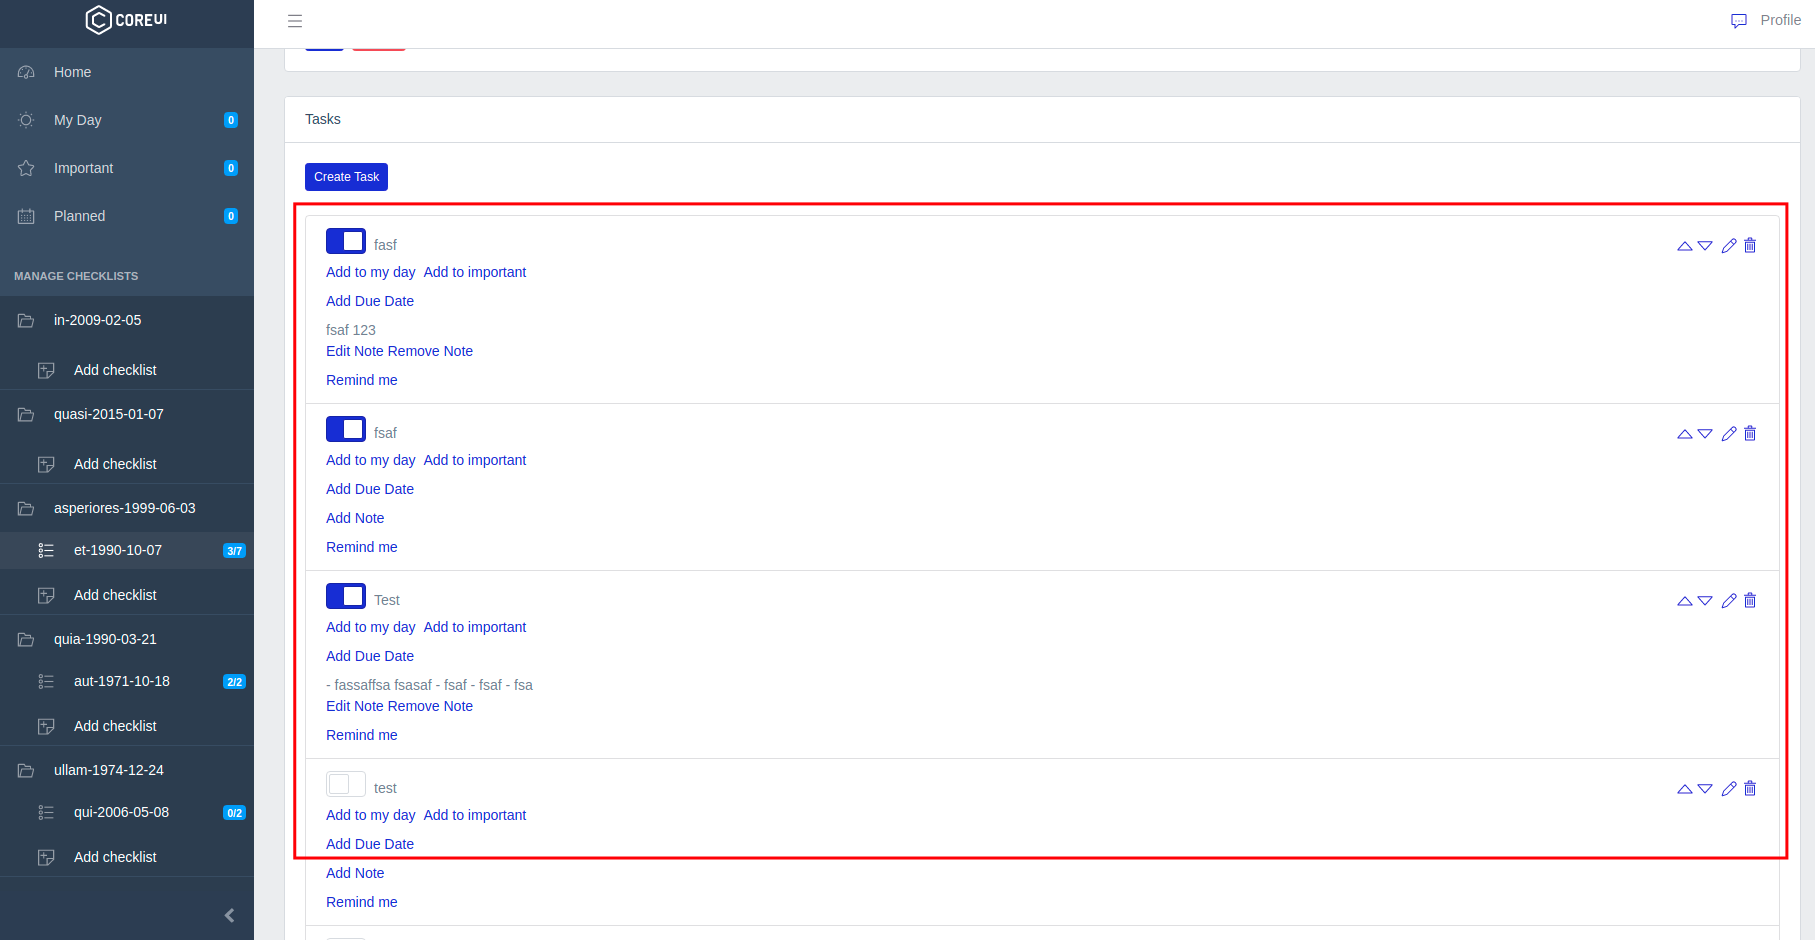 COREUI
Profile
Home
My Day 0
Important 0
Planned 0
MANAGE CHECKLISTS
in-2009-02-05
Add checklist
quasi-2015-01-07
Add checklist
asperiores-1999-06-03
et-1990-10-07 3/7
Add checklist
quia-1990-03-21
aut-1971-10-18 2/2
Add checklist
ullam-1974-12-24
qui-2006-05-08 0/2
Add checklist
Tasks
Create Task
fasf
Add to my day Add to important
Add Due Date
fsaf 123
Edit Note Remove Note
Remind me
fsaf
Add to my day Add to important
Add Due Date
Add Note
Remind me
Test
Add to my day Add to important
Add Due Date
- fassaffsa fsasaf - fsaf - fsaf - fsa
Edit Note Remove Note
Remind me
test
Add to my day Add to important
Add Due Date
Add Note
Remind me